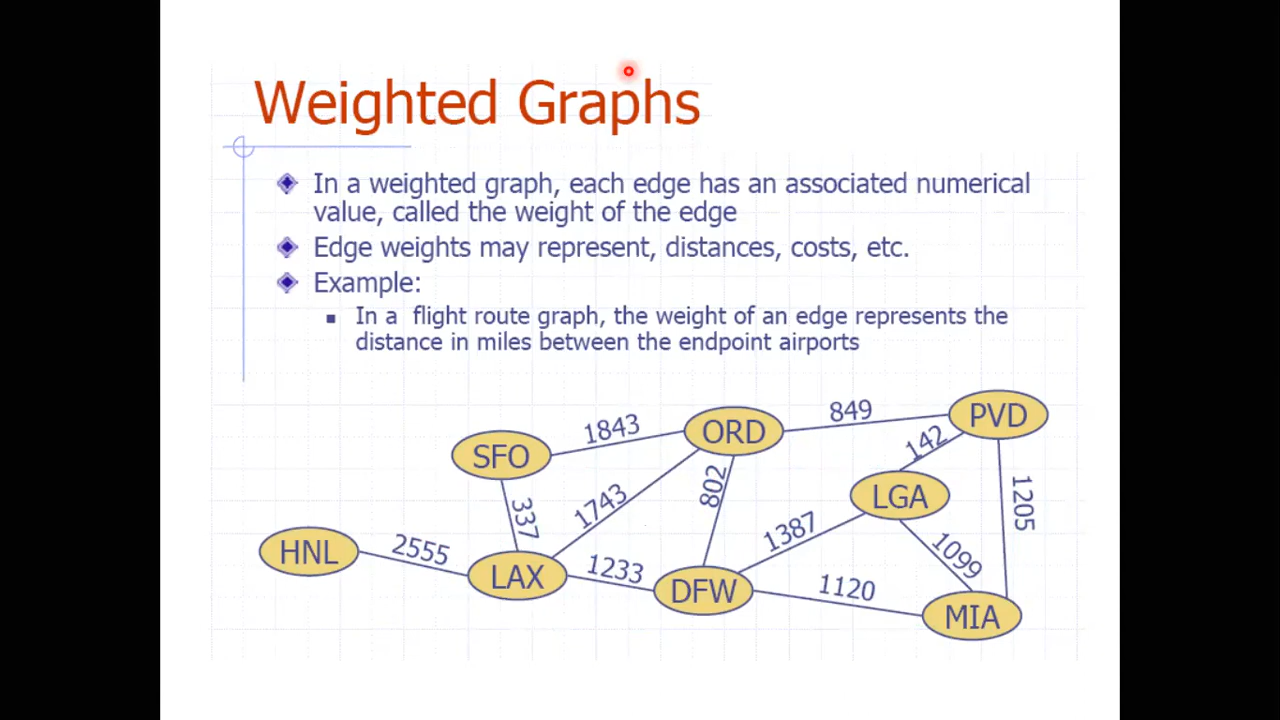 Weighted Graphs
In a weighted graph, each edge has an associated numerical
value, called the weight of the edge
Edge weights may represent, distances, costs, etc.
Example:
In a flight route graph, the weight of an edge represents the
distance in miles between the endpoint airports
849
PVD
1843
ORD
142
SFO
802
LGA
1205
1743
337
1387
1099
HNL
2555
LAX
1233
DFW
1120
MIA